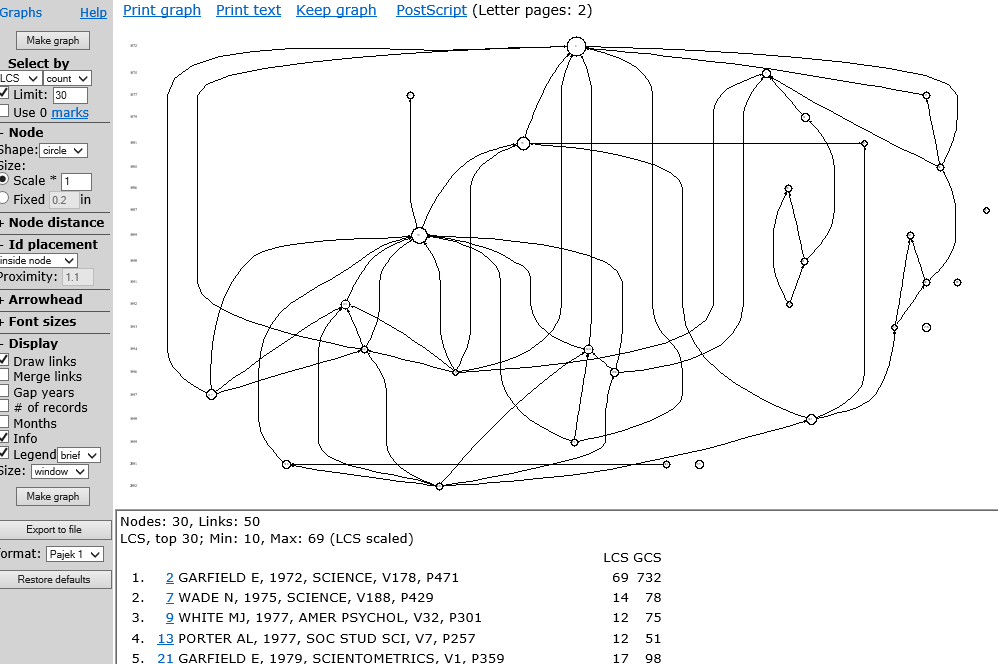 Graphs Help
Make graph
Select by
LCS count
Limit: 30
Use 0 marks
- Node
Shape: circle
Size:
Scale * 1
Fixed 0.2 in
+ Node distance
- Id placement
inside node
Proximity: 1.1
+ Arrowhead
+ Font sizes
- Display
Draw links
Merge links
Gap years
# of records
Months
Info
Legend brief
Size: window
Make graph
Export to file
Format: Pajek 1
Restore defaults
Print graph Print text Keep graph PostScript (Letter pages: 2)
Nodes: 30, Links: 50
LCS, top 30; Min: 10, Max: 69 (LCS scaled)
LCS GCS
1. 2 GARFIELD E, 1972, SCIENCE, V178, P471 69 732
2. 7 WADE N, 1975, SCIENCE, V188, P429 14 78
3. 9 WHITE MJ, 1977, AMER PSYCHOL, V32, P301 12 75
4. 13 PORTER AL, 1977, SOC STUD SCI, V7, P257 12 51
5. 21 GARFIELD E, 1979, SCIENTOMETRICS, V1, P359 17 98